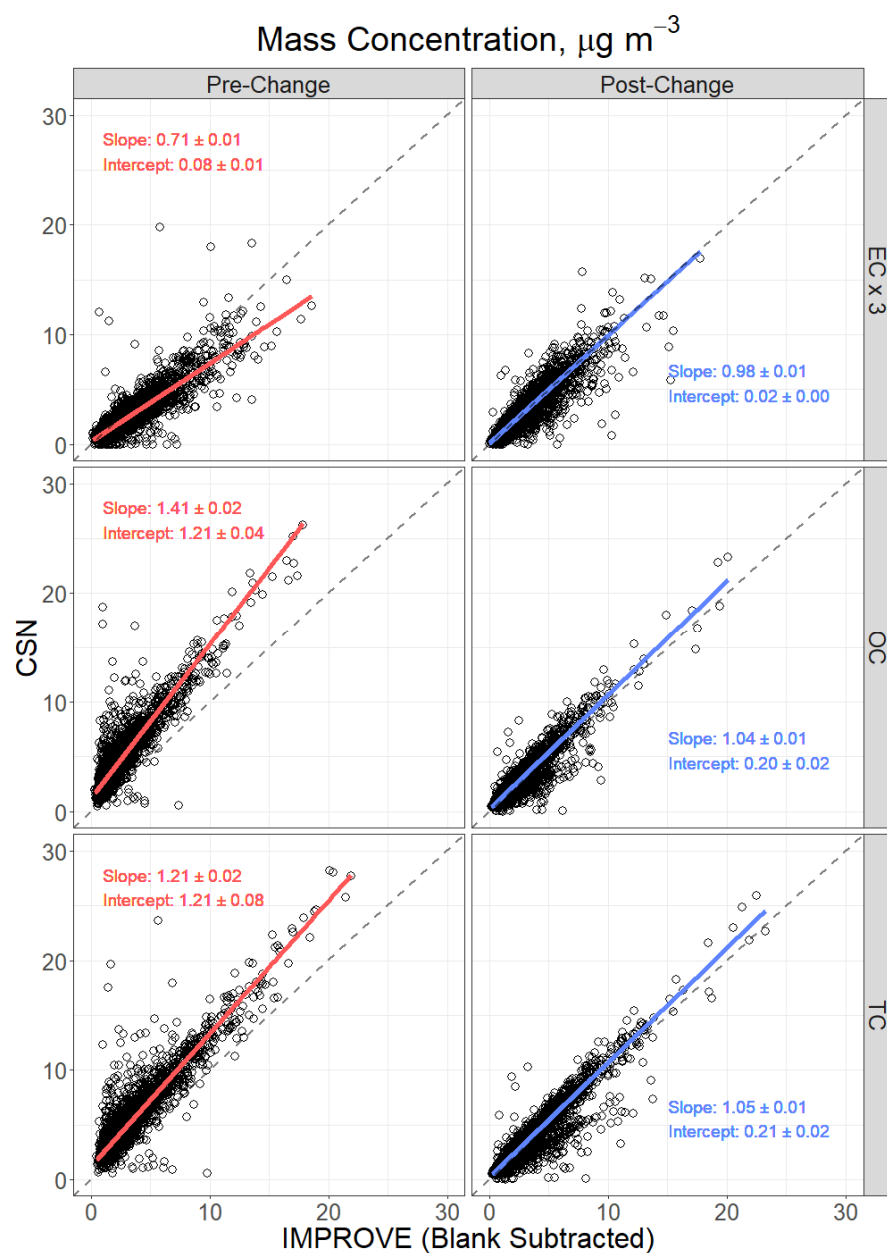 Mass Concentration, μg m⁻³
Pre-Change
Post-Change
30
20
10
0
Slope: 0.71 ± 0.01
Intercept: 0.08 ± 0.01
Slope: 0.98 ± 0.01
Intercept: 0.02 ± 0.00
EC x 3
CSN
30
20
10
0
Slope: 1.41 ± 0.02
Intercept: 1.21 ± 0.04
Slope: 1.04 ± 0.01
Intercept: 0.20 ± 0.02
OC
30
20
10
0
Slope: 1.21 ± 0.02
Intercept: 1.21 ± 0.08
Slope: 1.05 ± 0.01
Intercept: 0.21 ± 0.02
TC
0 10 20 30
0 10 20 30
IMPROVE (Blank Subtracted)